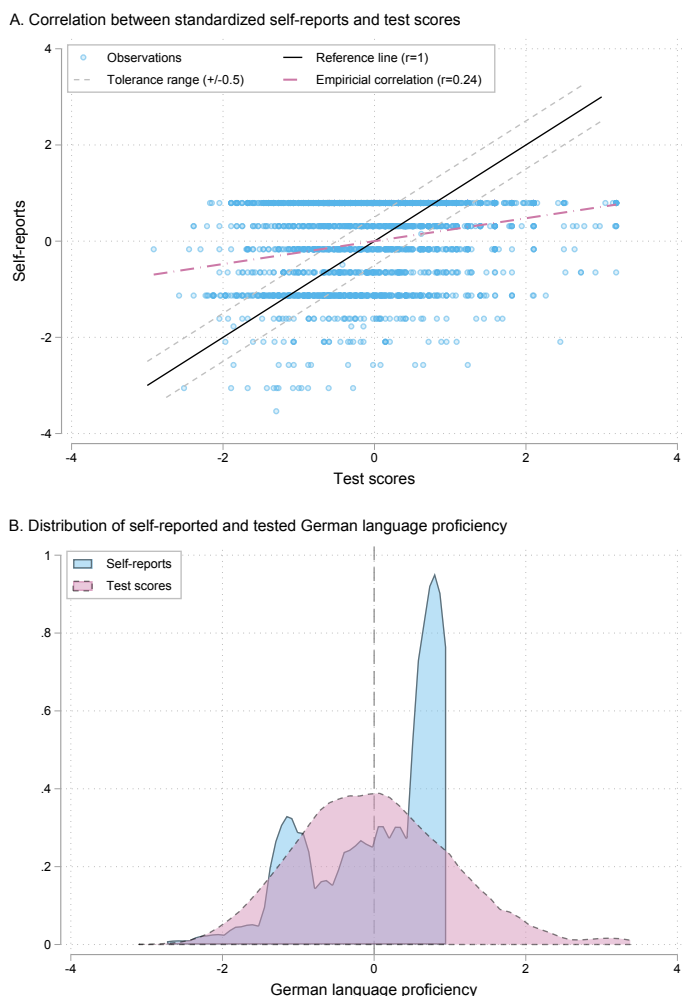 A. Correlation between standardized self-reports and test scores
Observations
Reference line (r=1)
Tolerance range (+/-0.5)
Empiricial correlation (r=0.24)
4
2
0
-2
-4
Self-reports
-4 -2 0 2 4
Test scores
B. Distribution of self-reported and tested German language proficiency
Self-reports
Test scores
1
.8
.6
.4
.2
0
-4 -2 0 2 4
German language proficiency